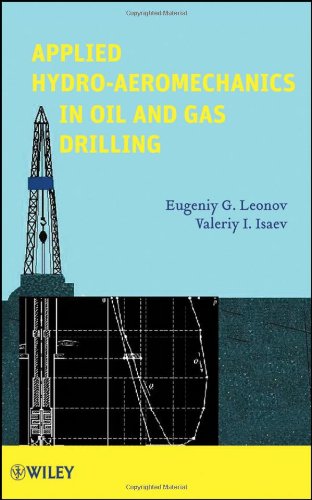 APPLIED
HYDRO-AEROMECHANICS
IN OIL AND GAS
DRILLING
Eugeniy G. Leonov
Valeriy I. Isaev
WILEY